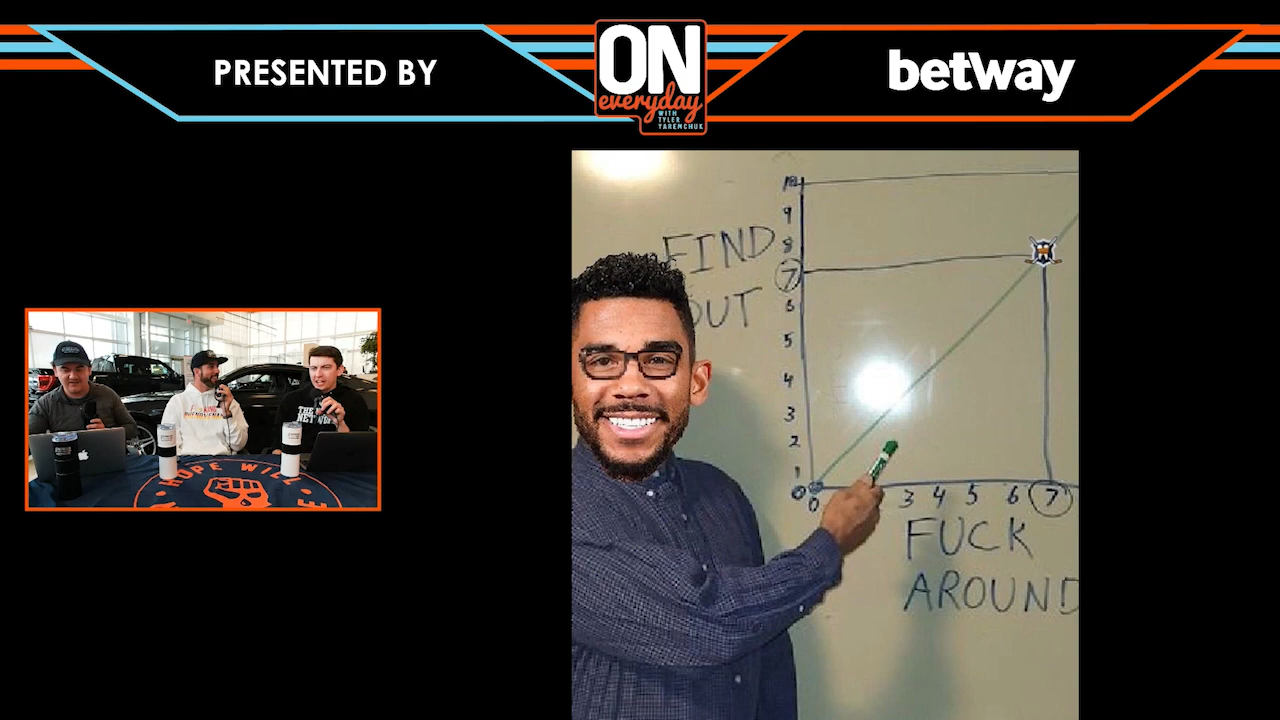 PRESENTED BY
ON
everyday
WITH
TYLER
YAREMCHUK
betway
10
9
FIND
8
7
OUT
6
5
4
3
2
1
0
0
3 4 5 6 7
FUCK
AROUND
HOPE WILL